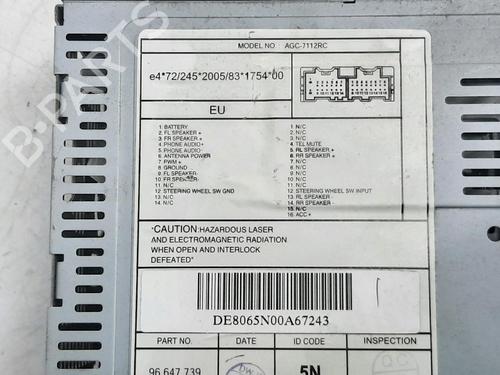 MODEL NO AGC-7112RC
e4*72/245*2005/83*1754*00
EU
1: BATTERY
2: FL SPEAKER +
3: FR SPEAKER +
4: PHONE AUDIO+
5: PHONE AUDIO-
6: ANTENNA POWER
7: PWM +
8: GROUND
9: FL SPEAKER -
10: FR SPEAKER -
11: N/C
12: STEERING WHEEL SW GND
13: N/C
14: N/C
1: N/C
2: N/C
3: N/C
4: TEL MUTE
5: RL SPEAKER +
6: RR SPEAKER +
7: N/C
8: N/C
9: N/C
10: N/C
11: N/C
12: STEERING WHEEL SW INPUT
13: RL SPEAKER -
14: RR SPEAKER -
15: N/C
16: ACC +
"CAUTION:HAZARDOUS LASER
AND ELECTROMAGNETIC RADIATION
WHEN OPEN AND INTERLOCK
DEFEATED"
DE8065N00A67243
PART NO. DATE ID CODE INSPECTION
96 647 739 5N
B-PARTS